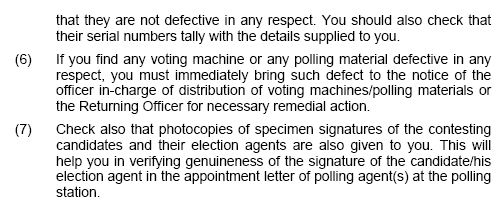 that they are not defective in any respect. You should also check that
their serial numbers tally with the details supplied to you.
(6) If you find any voting machine or any polling material defective in any
respect, you must immediately bring such defect to the notice of the
officer in-charge of distribution of voting machines/polling materials or
the Returning Officer for necessary remedial action.
(7) Check also that photocopies of specimen signatures of the contesting
candidates and their election agents are also given to you. This will
help you in verifying genuineness of the signature of the candidate/his
election agent in the appointment letter of polling agent(s) at the polling
station.